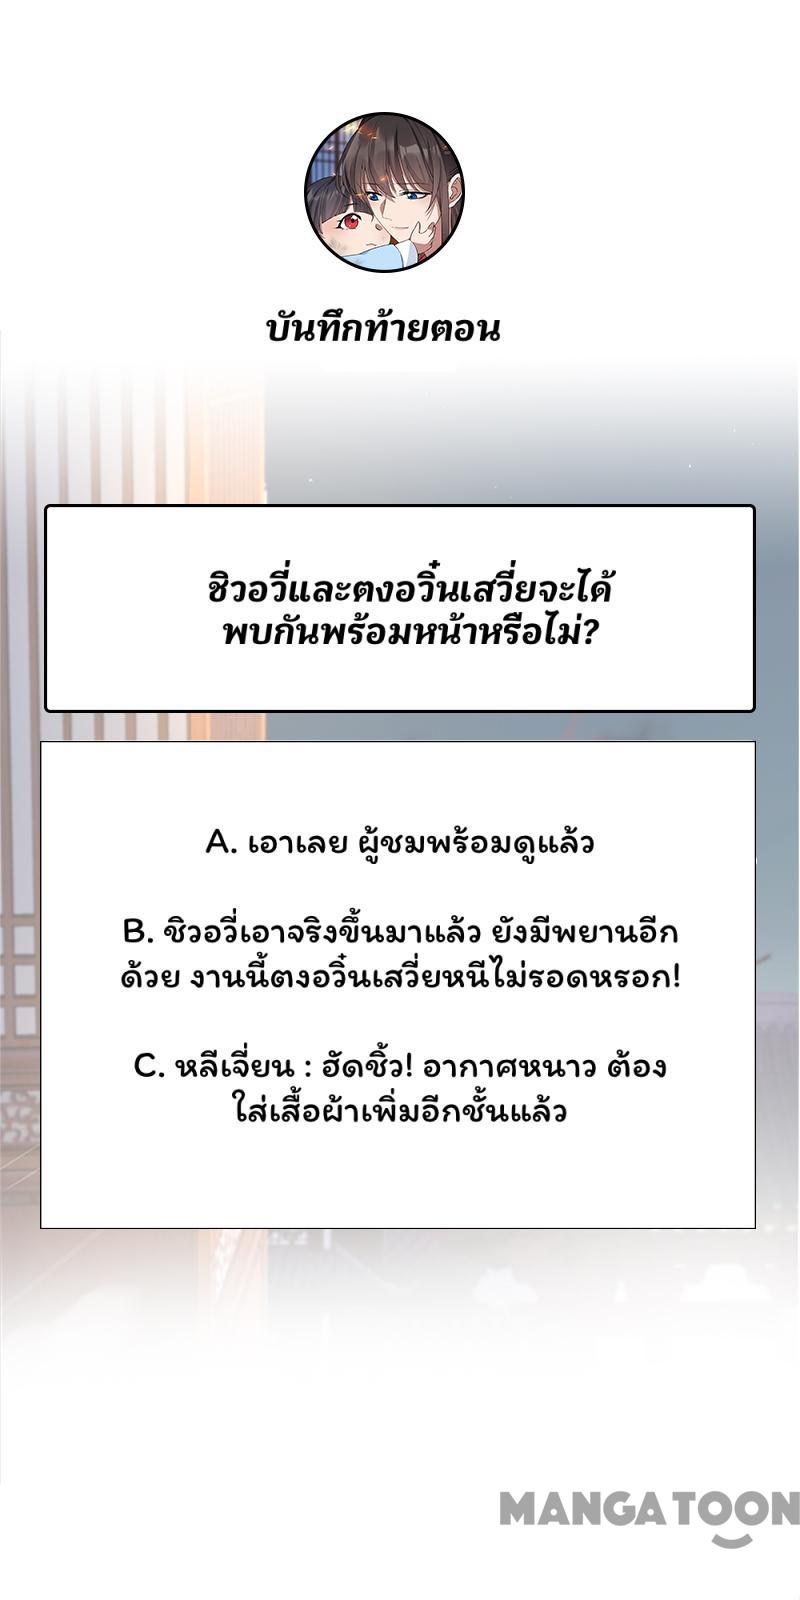 บันทึกท้ายตอน
ชิวอวี่และตงอวิ๋นเสวี่ยจะได้
พบกันพร้อมหน้าหรือไม่?
A. เอาเลย ผู้ชมพร้อมดูแล้ว
B. ชิวอวี่เอาจริงขึ้นมาแล้ว ยังมีพยานอีก
ด้วย งานนี้ตงอวิ๋นเสวี่ยหนีไม่รอดหรอก!
C. หลีเจี่ยน : ฮัดชิ้ว! อากาศหนาว ต้อง
ใส่เสื้อผ้าเพิ่มอีกชั้นแล้ว
MANGATOON